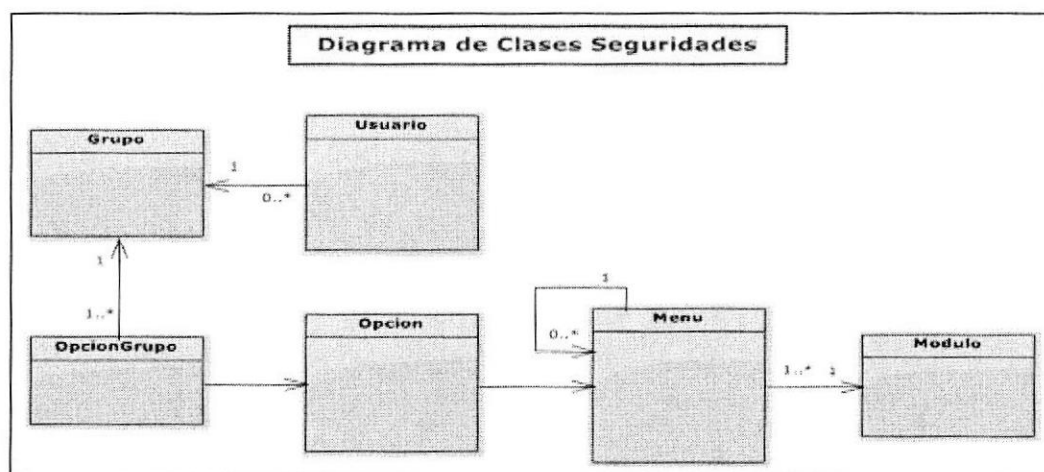 Diagrama de Clases Seguridades
Grupo
Usuario
1
0..*
1
1..*
OpcionGrupo
Opcion
1
0..*
Menu
1..* 1
Modulo